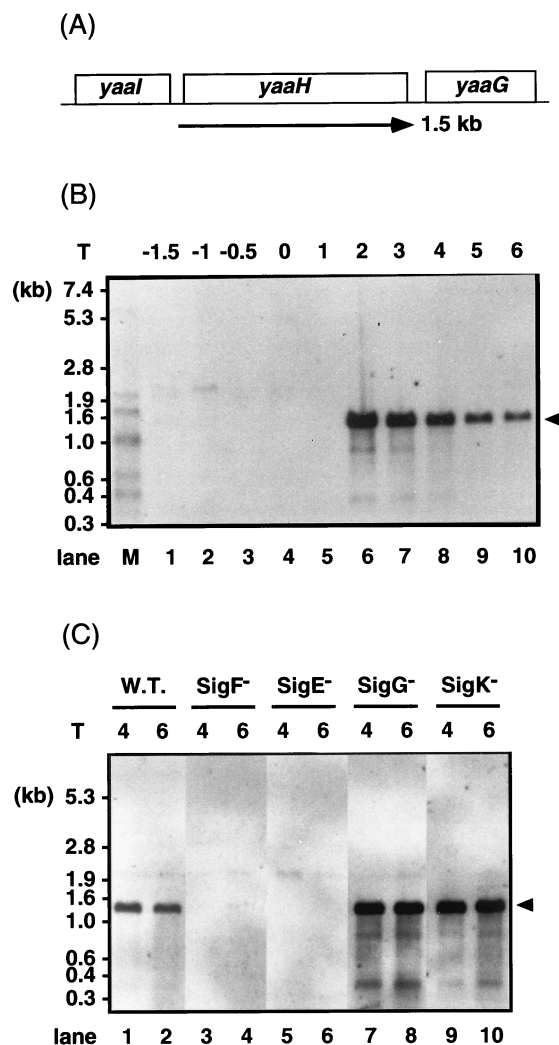 (A)
yaaI yaaH yaaG
1.5 kb
(B)
T -1.5 -1 -0.5 0 1 2 3 4 5 6
(kb)
7.4
5.3
2.8
1.9
1.6
1.0
0.6
0.4
0.3
lane M 1 2 3 4 5 6 7 8 9 10
(C)
W.T. SigF- SigE- SigG- SigK-
T 4 6 4 6 4 6 4 6 4 6
(kb)
5.3
2.8
1.9
1.6
1.0
0.6
0.4
0.3
lane 1 2 3 4 5 6 7 8 9 10